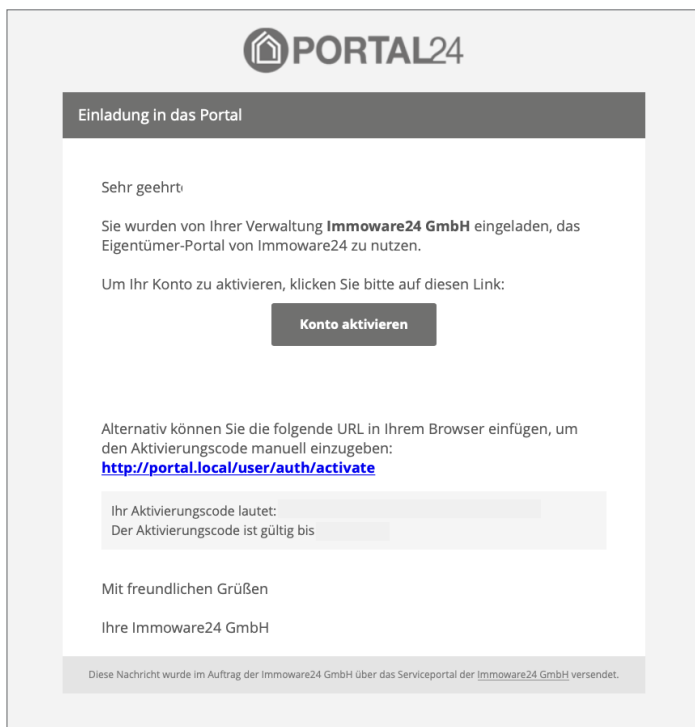 PORTAL24
Einladung in das Portal
Sehr geehrt
Sie wurden von Ihrer Verwaltung Immoware24 GmbH eingeladen, das
Eigentümer-Portal von Immoware24 zu nutzen.
Um Ihr Konto zu aktivieren, klicken Sie bitte auf diesen Link:
Konto aktivieren
Alternativ können Sie die folgende URL in Ihrem Browser einfügen, um
den Aktivierungscode manuell einzugeben:
http://portal.local/user/auth/activate
Ihr Aktivierungscode lautet:
Der Aktivierungscode ist gültig bis
Mit freundlichen Grüßen
Ihre Immoware24 GmbH
Diese Nachricht wurde im Auftrag der Immoware24 GmbH über das Serviceportal der Immoware24 GmbH versendet.